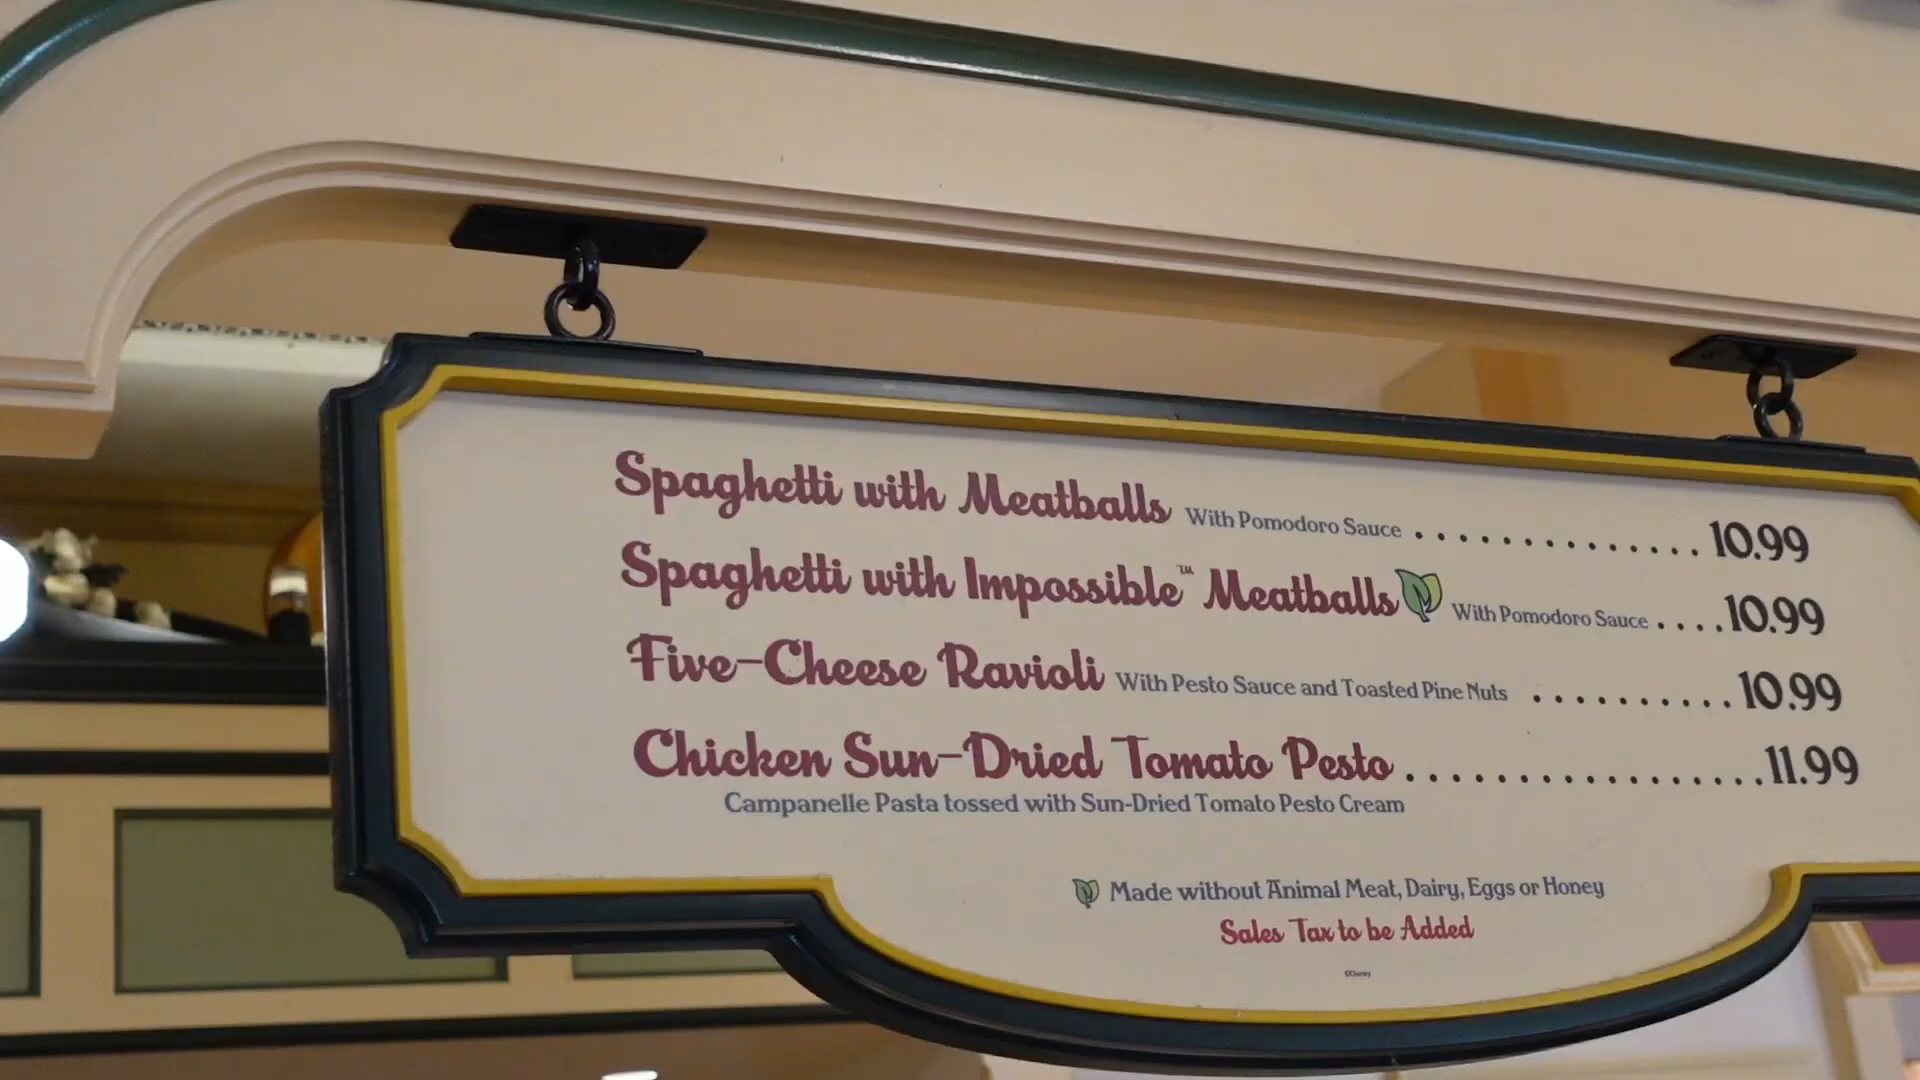 Spaghetti with Meatballs With Pomodoro Sauce . . . . . . . . . . . . . . 10.99
Spaghetti with Impossible™ Meatballs With Pomodoro Sauce . . . . 10.99
Five-Cheese Ravioli With Pesto Sauce and Toasted Pine Nuts . . . . . . . . . . 10.99
Chicken Sun-Dried Tomato Pesto . . . . . . . . . . . . . . . . . . 11.99
Campanelle Pasta tossed with Sun-Dried Tomato Pesto Cream
Made without Animal Meat, Dairy, Eggs or Honey
Sales Tax to be Added
©Disney